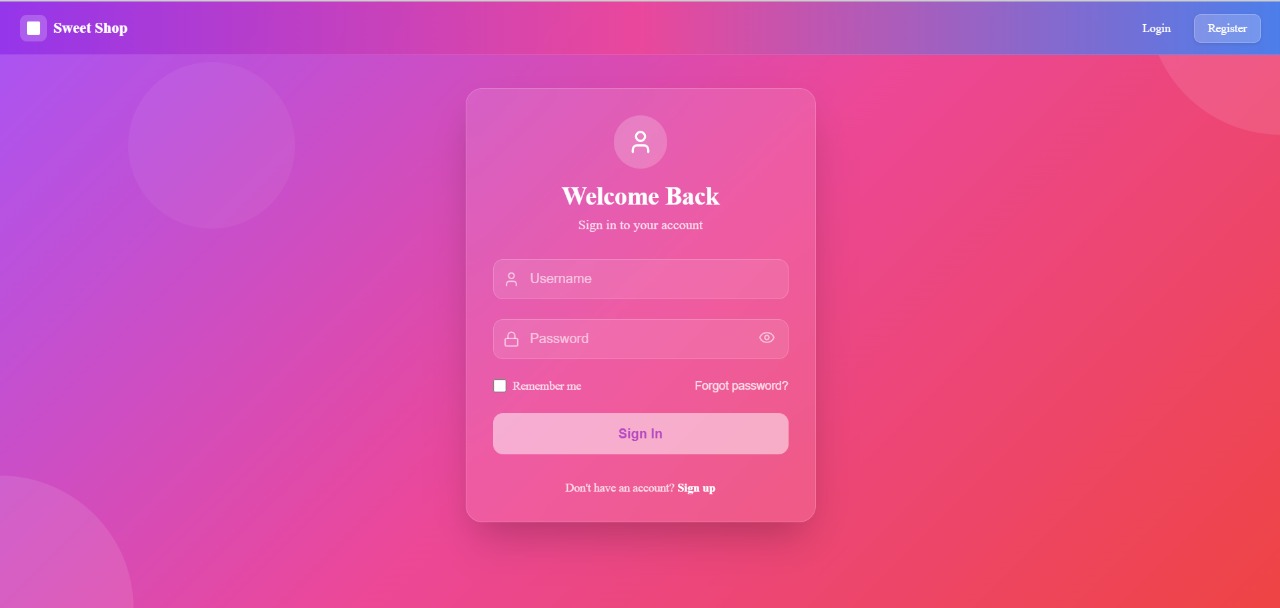 Sweet Shop
Login
Register
Welcome Back
Sign in to your account
Username
Password
Remember me
Forgot password?
Sign In
Don't have an account? Sign up